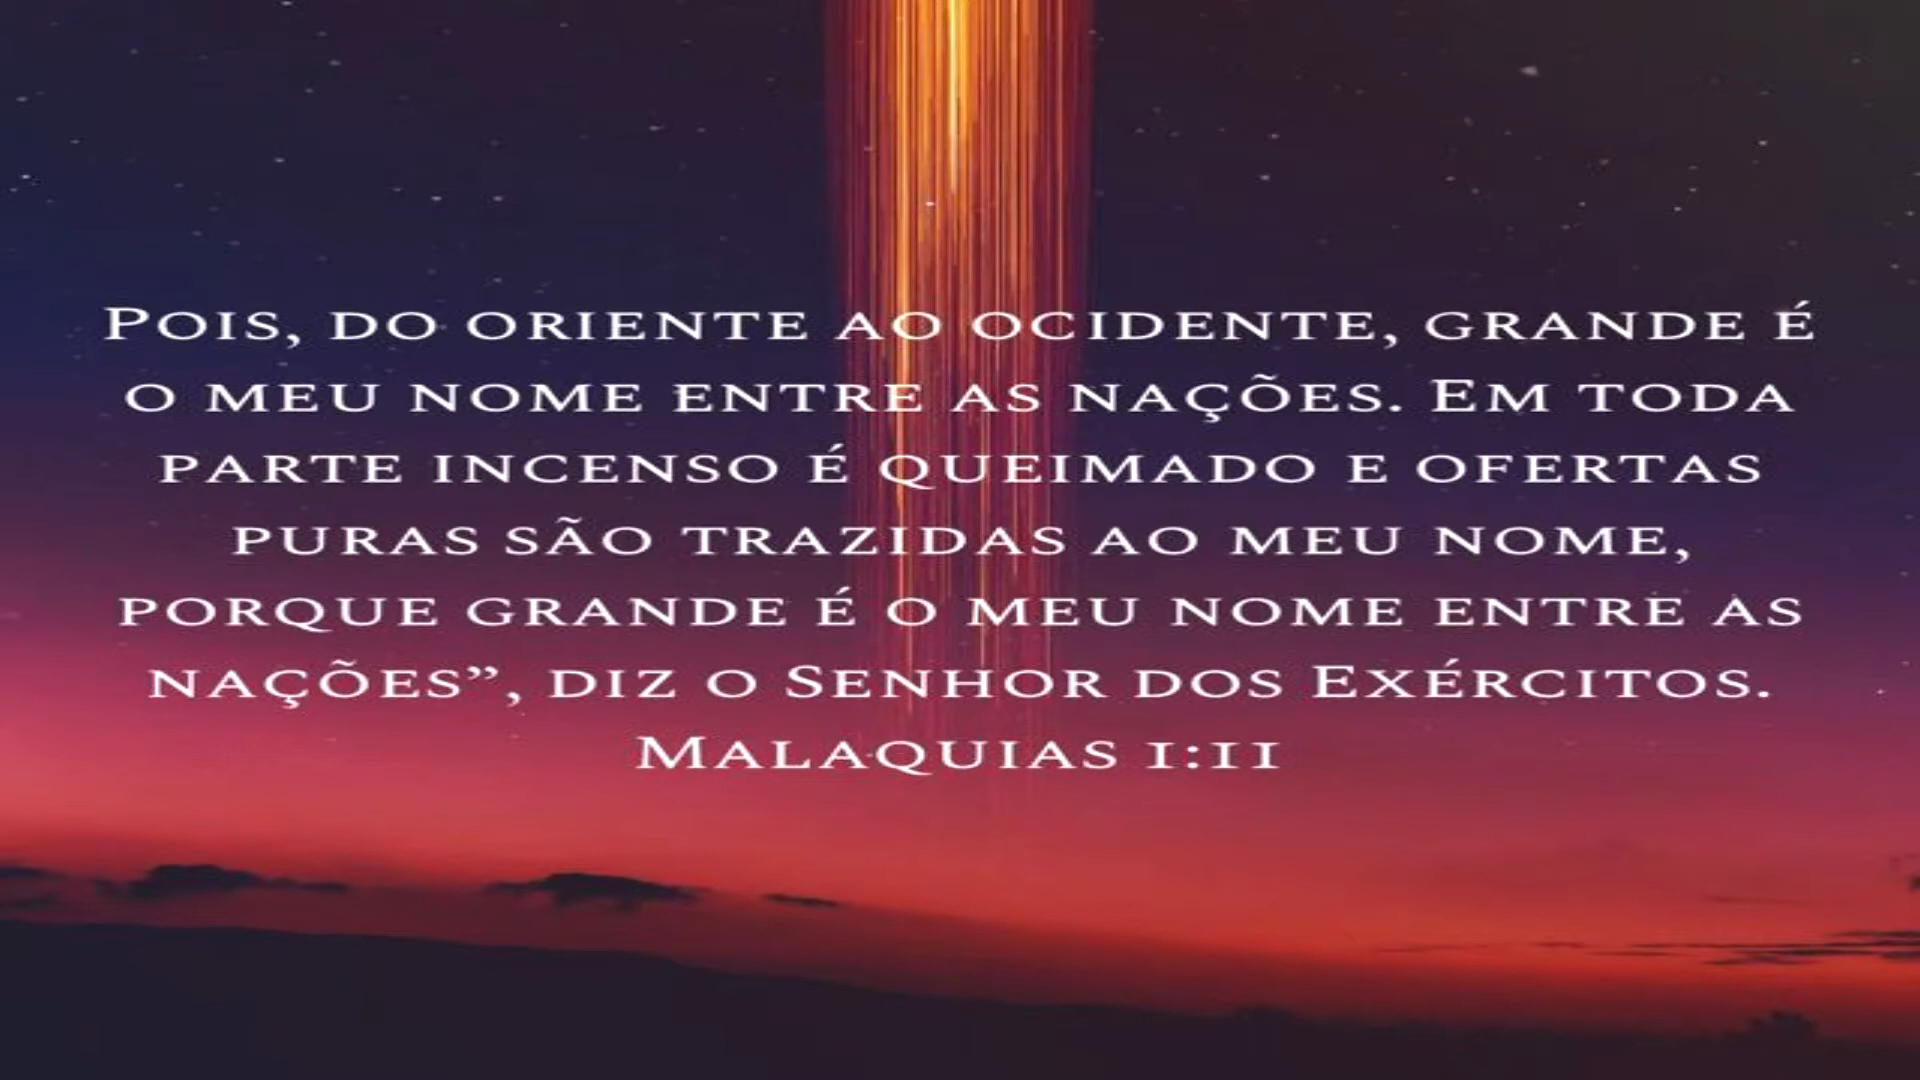 Pois, do oriente ao ocidente, grande é
o meu nome entre as nações. Em toda
parte incenso é queimado e ofertas
puras são trazidas ao meu nome,
porque grande é o meu nome entre as
nações”, diz o Senhor dos Exércitos.
Malaquias 1:11